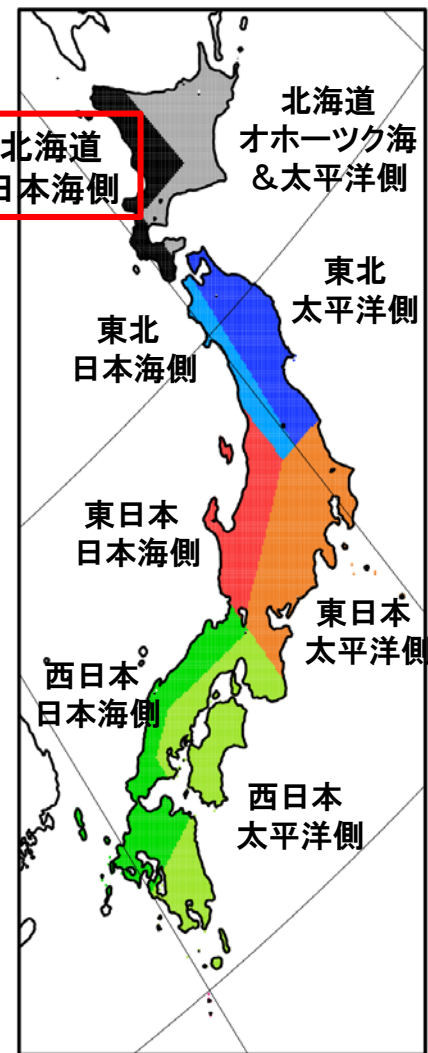 北海道
オホーツク海
&太平洋側
北海道
日本海側
東北
太平洋側
東北
日本海側
東日本
日本海側
東日本
太平洋側
西日本
日本海側
西日本
太平洋側